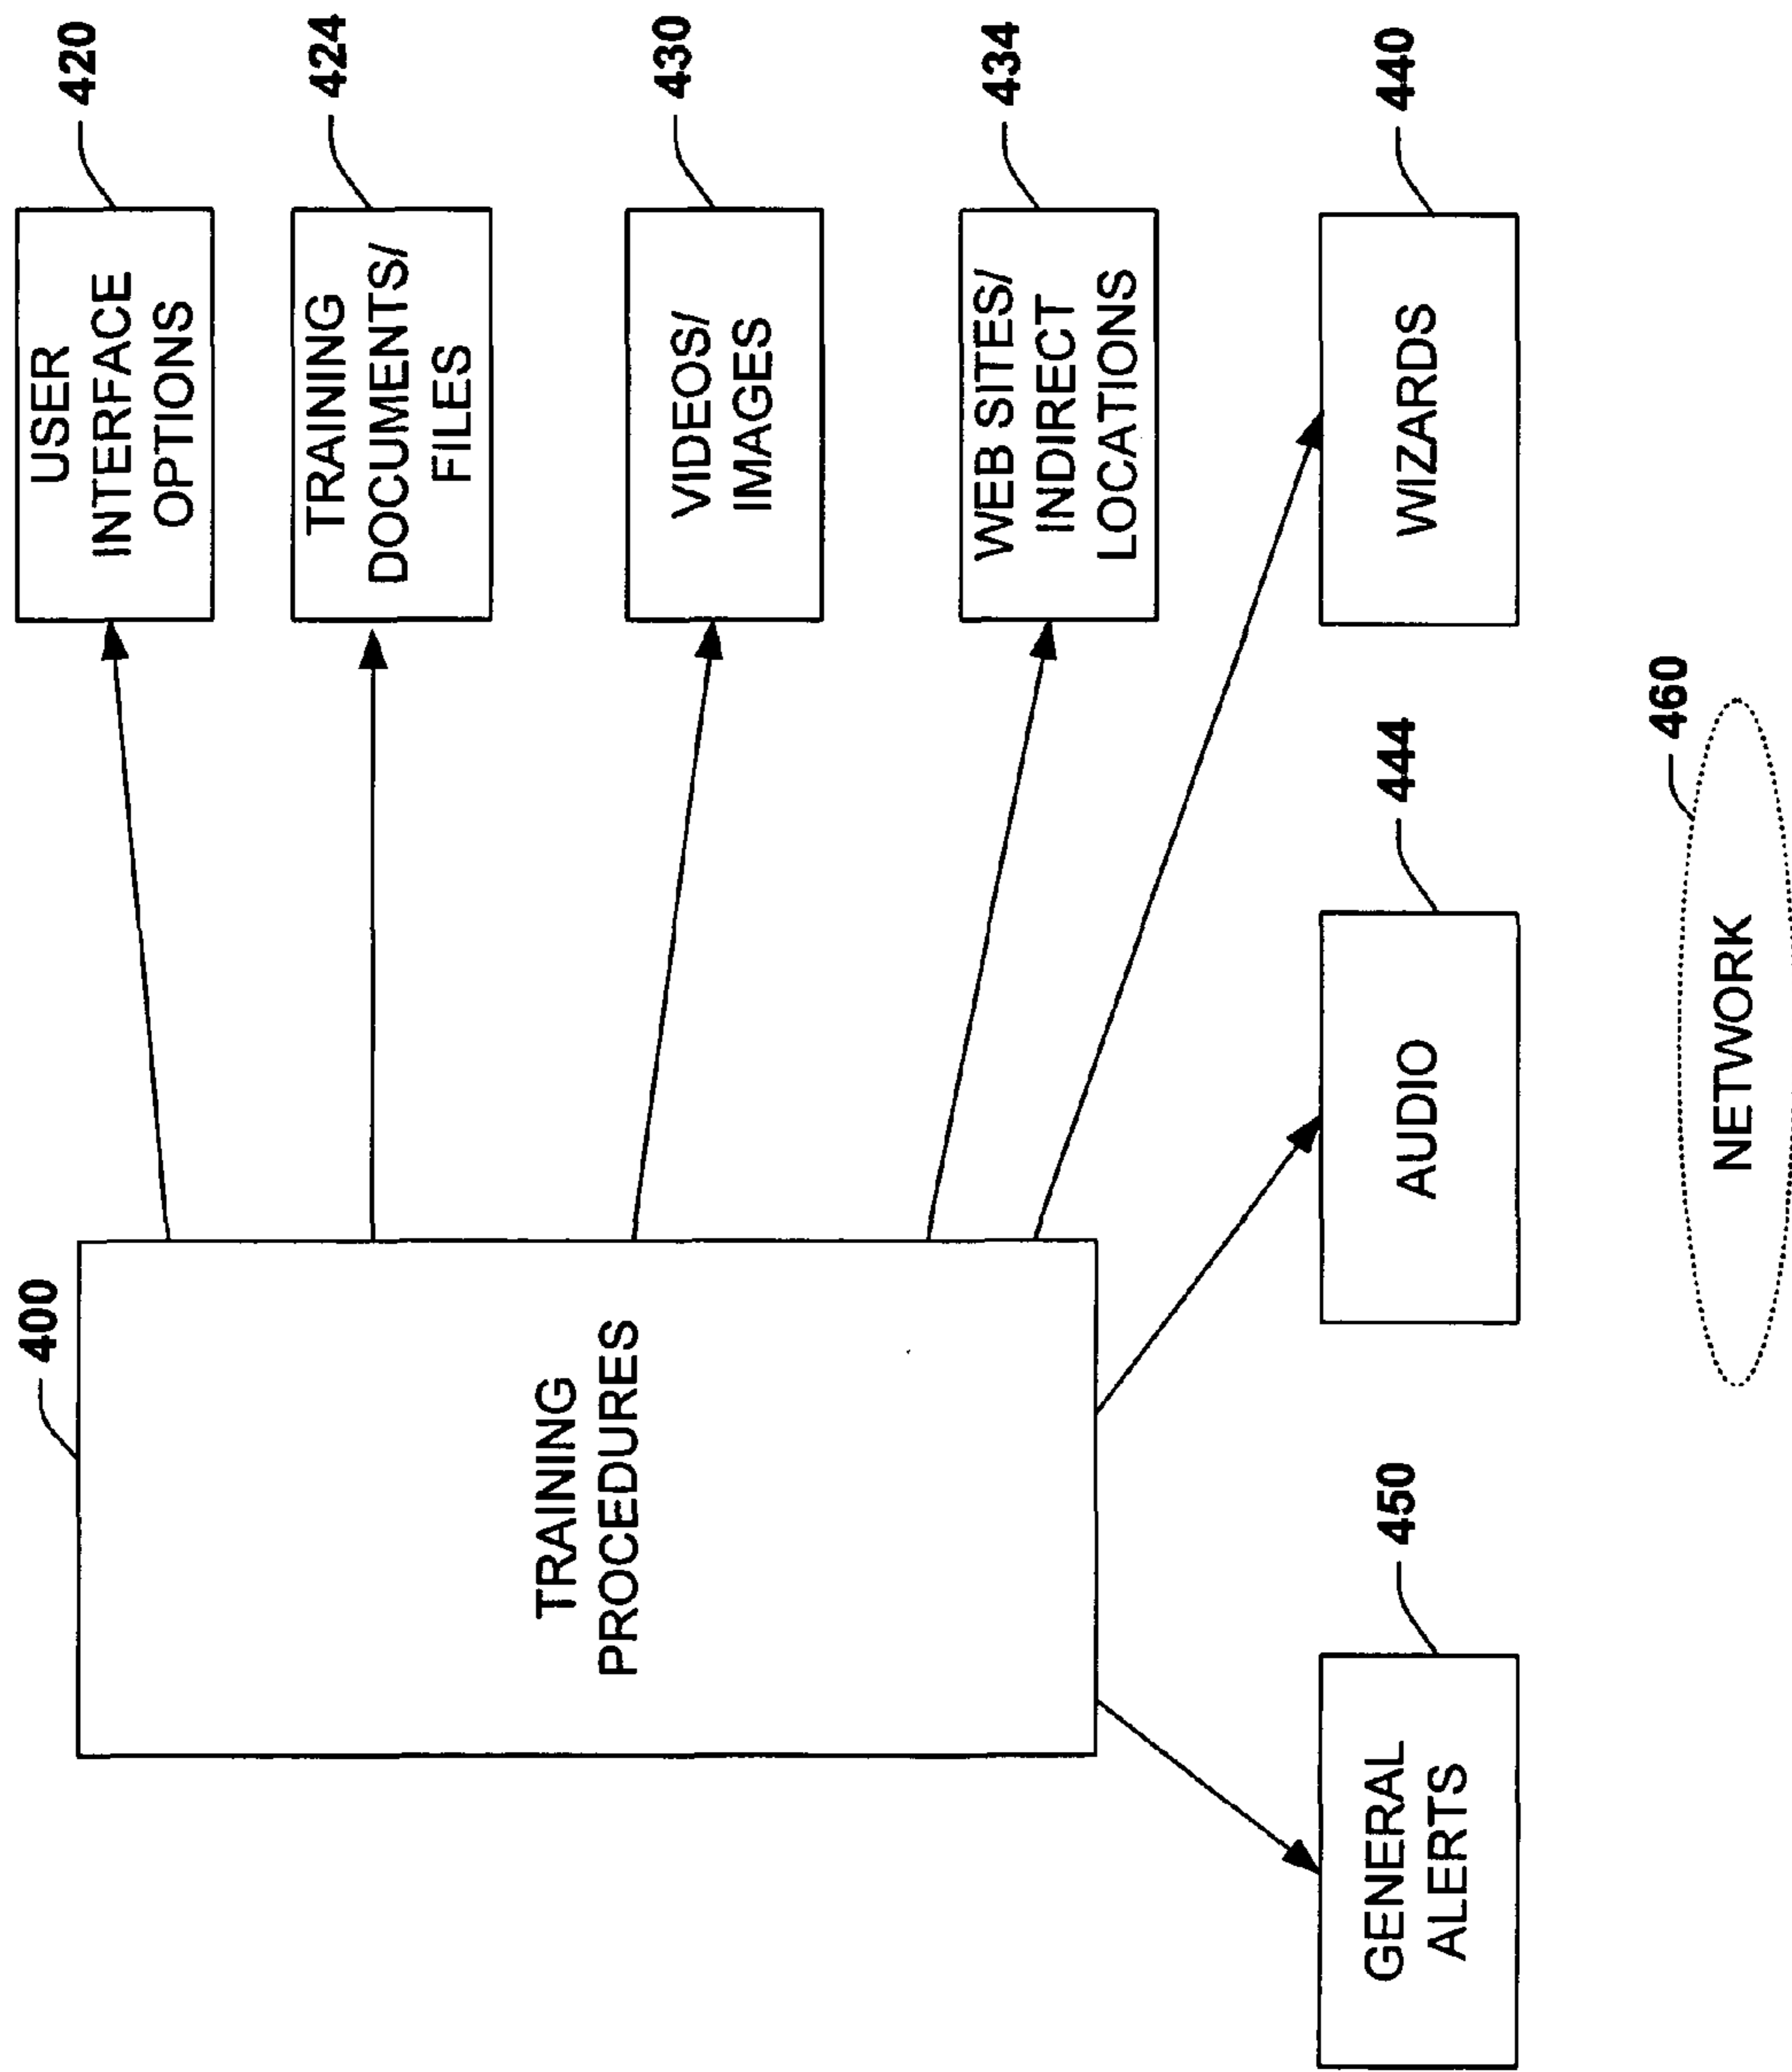 400
TRAINING
PROCEDURES
420
USER
INTERFACE
OPTIONS
424
TRAINING
DOCUMENTS/
FILES
430
VIDEOS/
IMAGES
434
WEB SITES/
INDIRECT
LOCATIONS
440
WIZARDS
444
AUDIO
450
GENERAL
ALERTS
460
NETWORK